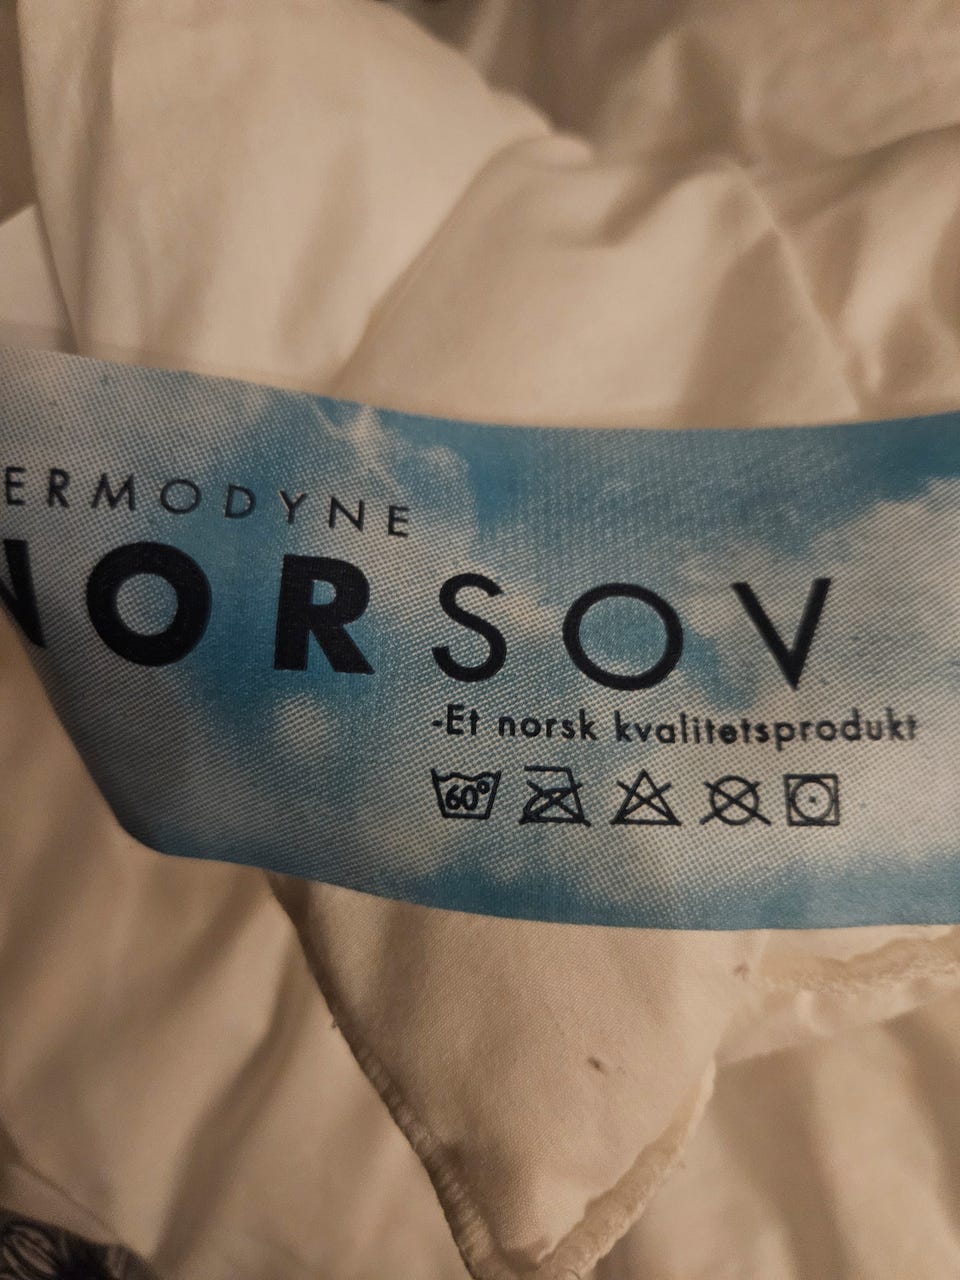 ERMODYNE
NORSOV
-Et norsk kvalitetsprodukt
60°